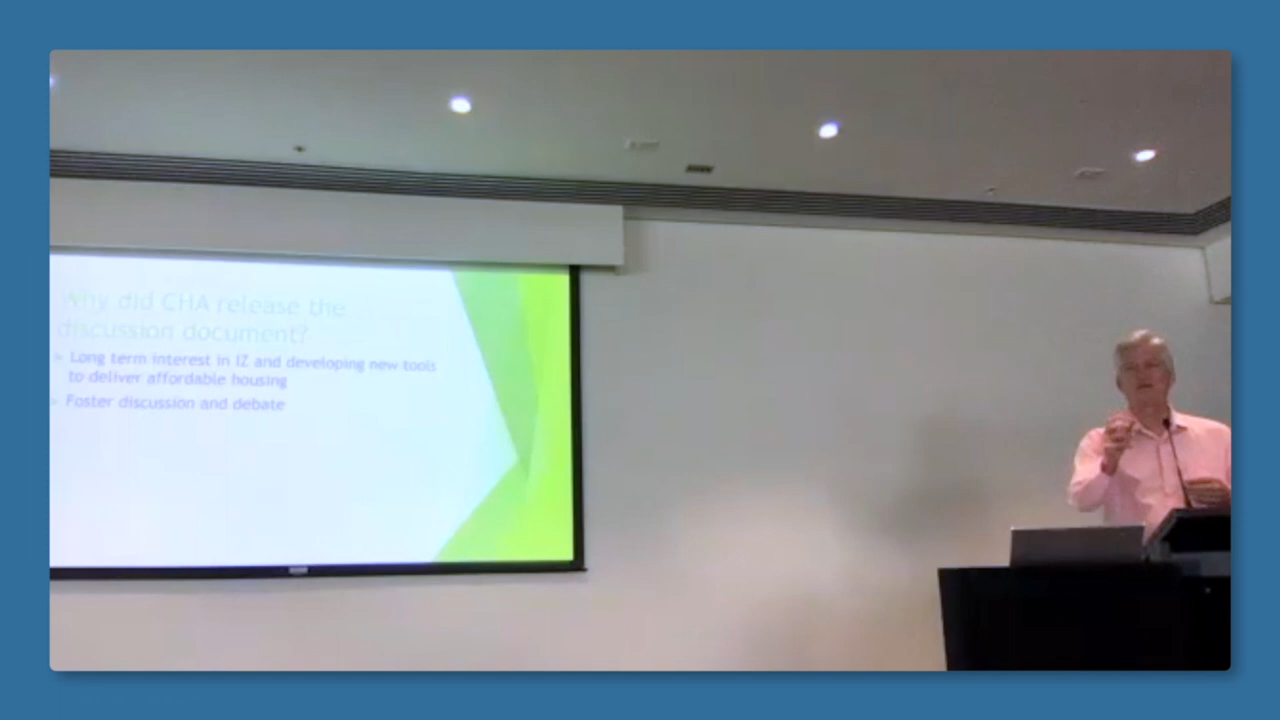 Why did CHA release the
discussion document?
Long term interest in IZ and developing new tools
to deliver affordable housing
Foster discussion and debate